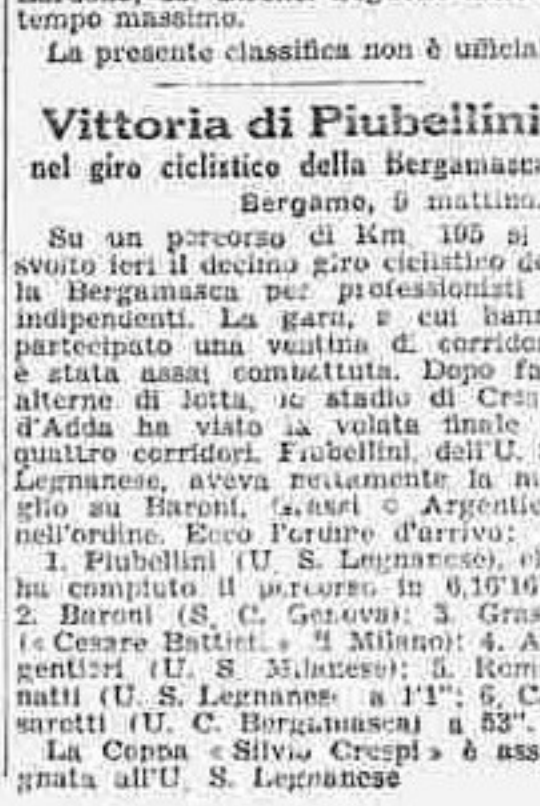 tempo massimo.
La presente classifica non è ufficia
Vittoria di Piubellini
nel giro ciclistico della Bergamasca
Bergamo, 9 mattino.
Su un percorso di Km. 195 si
svolto ieri il decimo giro ciclistico de
la Bergamasca per professionisti
indipendenti. La gara, a cui hann
partecipato una ventina di corridor
è stata assai combattuta. Dopo fa
alterne di lotta, lo stadio di Cres
d'Adda ha visto la volata finale
quattro corridori. Piubellini, dell'U. S
Legnanese, aveva nettamente la m
glio su Baroni, Grassi e Argentie
nell'ordine. Ecco l'ordine d'arrivo:
1. Piubellini (U. S. Legnanese), ch
ha compiuto il percorso in 6,16'16
2. Baroni (S. C. Genova); 3. Gras
(« Cesare Battisti » Milano); 4. A
gentieri (U. S. Milanese); 5. Rom
natti (U. S. Legnanese a 1'1"; 6. C
saretti (U. C. Bergamasca) a 53".
La Coppa « Silvio Crespi » è ass
gnata all'U. S. Legnanese